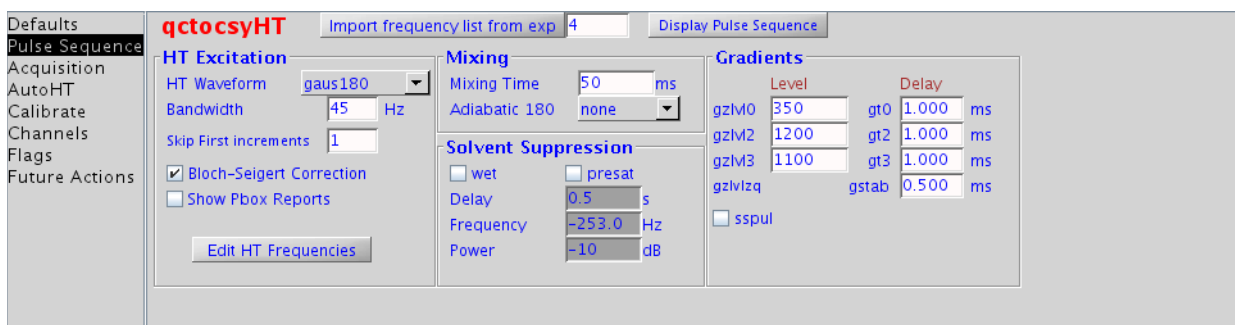 Defaults
Pulse Sequence
Acquisition
AutoHT
Calibrate
Channels
Flags
Future Actions
qctocsyHT Import frequency list from exp 4 Display Pulse Sequence
HT Excitation
HT Waveform gaus180
Bandwidth 45 Hz
Skip First increments 1
Bloch-Seigert Correction
Show Pbox Reports
Edit HT Frequencies
Mixing
Mixing Time 50 ms
Adiabatic 180 none
Solvent Suppression
wet presat
Delay 0.5 s
Frequency -253.0 Hz
Power -10 dB
Gradients
Level Delay
gzlvl0 350 gt0 1.000 ms
gzlvl2 1200 gt2 1.000 ms
gzlvl3 1100 gt3 1.000 ms
gzlvlzq gstab 0.500 ms
sspul